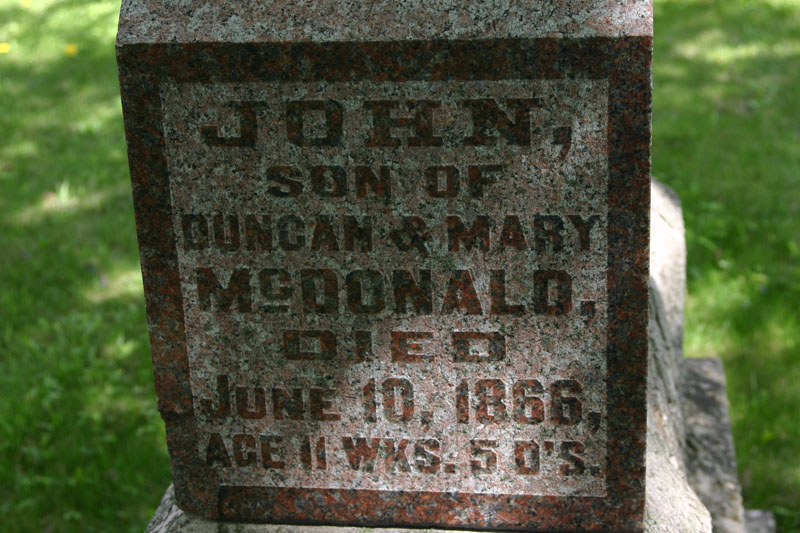 JOHN,
SON OF
DUNCAN & MARY
McDONALD,
DIED
JUNE 10, 1866,
AGE 11 WKS. 5 D'S.